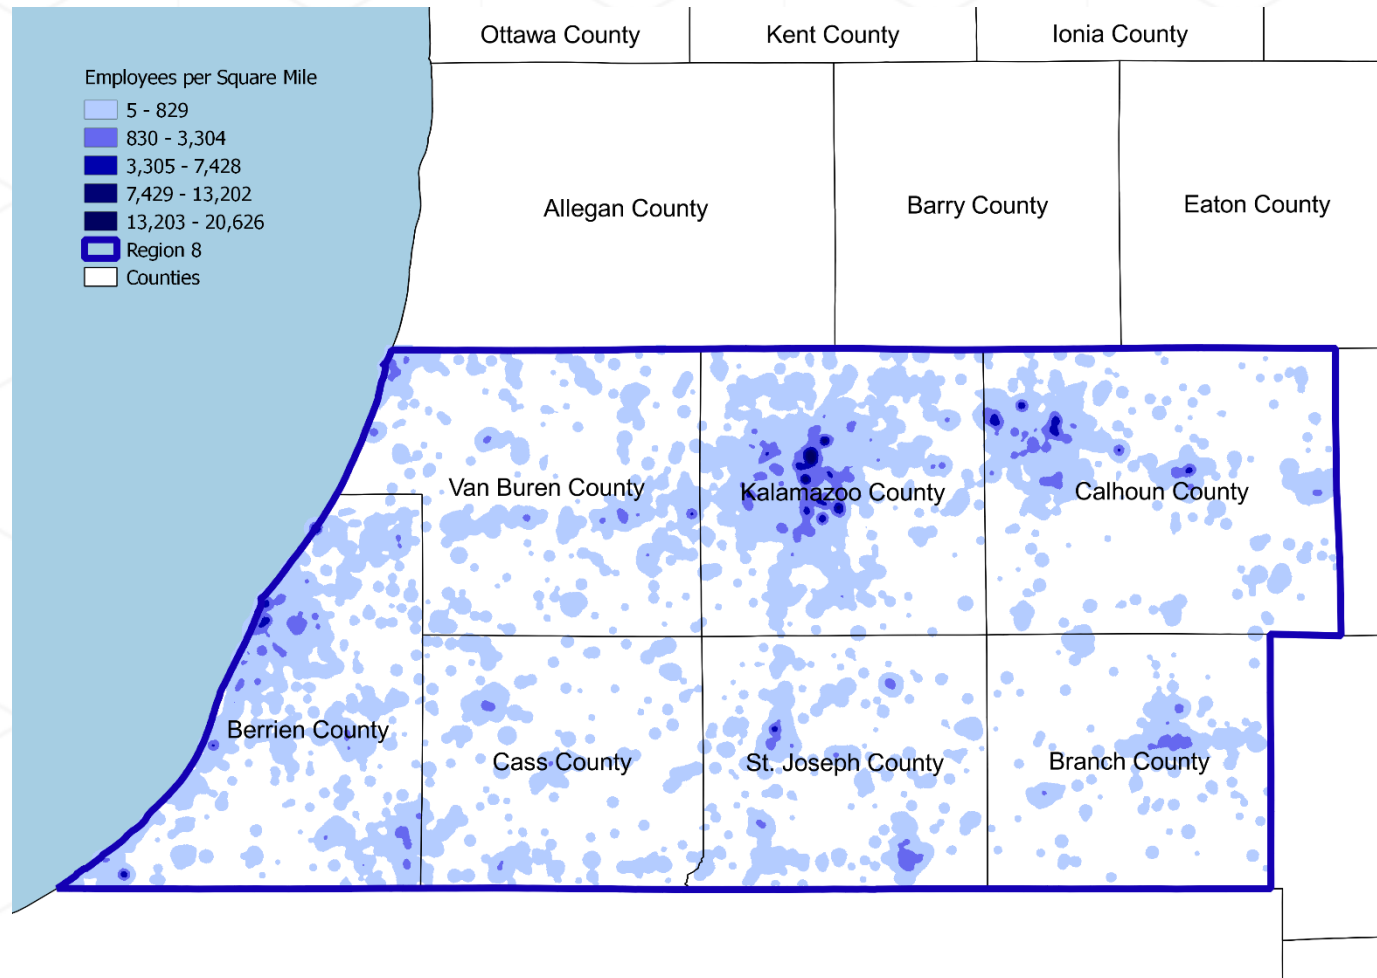 Ottawa County
Kent County
Ionia County
Employees per Square Mile
5 - 829
830 - 3,304
3,305 - 7,428
7,429 - 13,202
13,203 - 20,626
Region 8
Counties
Allegan County
Barry County
Eaton County
Van Buren County
Kalamazoo County
Calhoun County
Berrien County
Cass County
St. Joseph County
Branch County